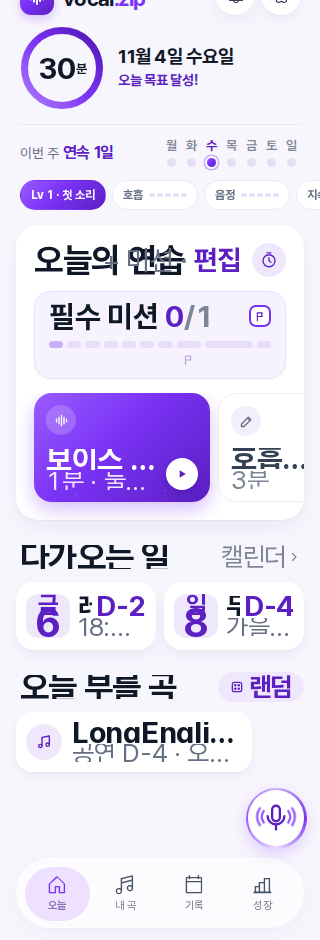 vocal.zip
30분
11월 4일 수요일
오늘 목표 달성!
이번 주 연속 1일
월 화 수 목 금 토 일
Lv 1 · 첫 소리
호흡
음정
오늘의 연습
편집
필수 미션 0/1
보이스 ...
1분 ·
호흡...
3분
다가오는 일
캘린더 ›
금
6
D-2
18:...
일
8
D-4
가을...
오늘 부를 곡
랜덤
LongEngli...
공연 D-4 · 오...
오늘
내 곡
기록
성장